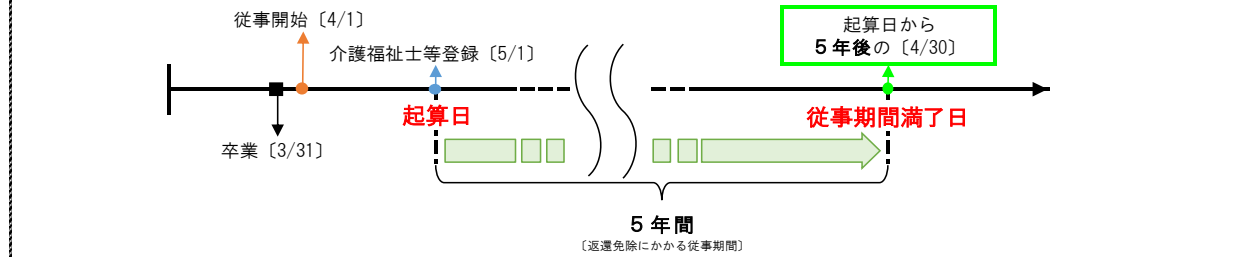 従事開始〔4/1〕
介護福祉士等登録〔5/1〕
起算日から
５年後の〔4/30〕
起算日
従事期間満了日
卒業〔3/31〕
５年間
〔返還免除にかかる従事期間〕